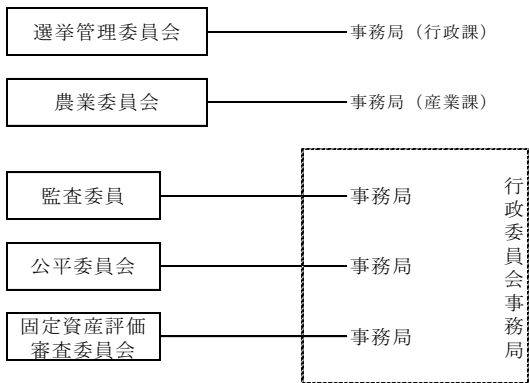 選挙管理委員会
事務局（行政課）
農業委員会
事務局（産業課）
監査委員
事務局
公平委員会
事務局
固定資産評価
審査委員会
事務局
行政委員会事務局